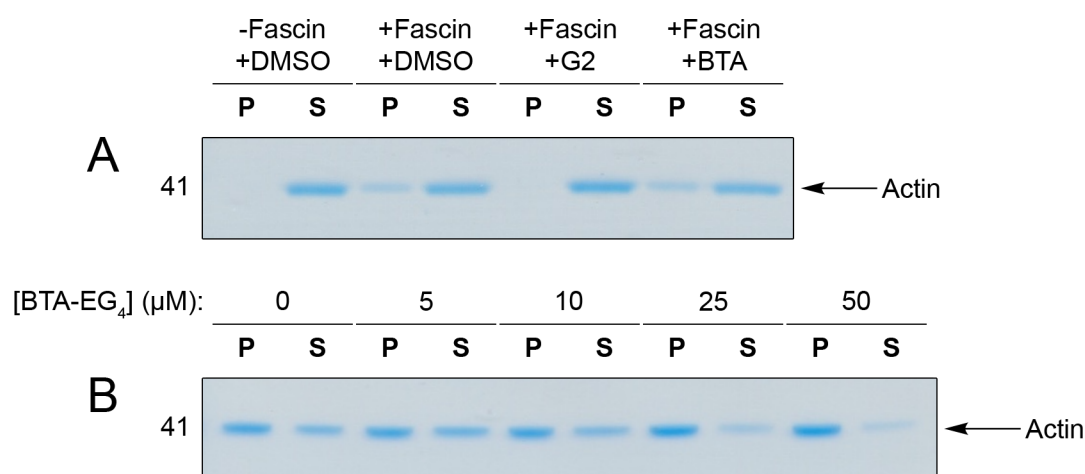 -Fascin +Fascin +Fascin +Fascin
+DMSO +DMSO +G2 +BTA
P S P S P S P S
A
41 Actin
[BTA-EG4] (µM): 0 5 10 25 50
P S P S P S P S P S
B
41 Actin